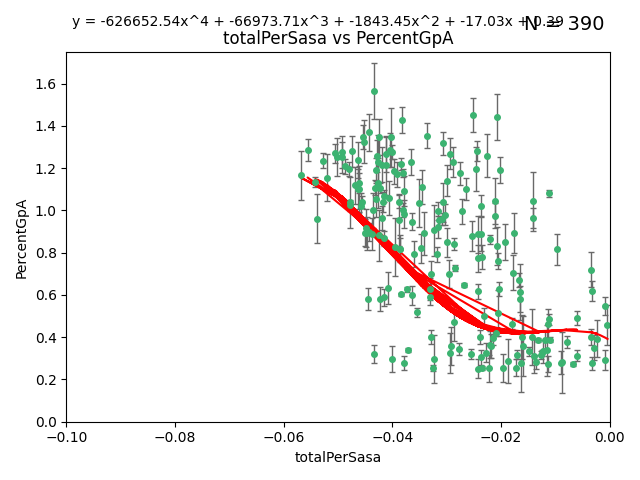 y = -626652.54x^4 + -66973.71x^3 + -1843.45x^2 + -17.03x + 0.39
N = 390
totalPerSasa vs PercentGpA
1.6
1.4
1.2
1.0
0.8
0.6
0.4
0.2
0.0
PercentGpA
−0.10 −0.08 −0.06 −0.04 −0.02 0.00
totalPerSasa